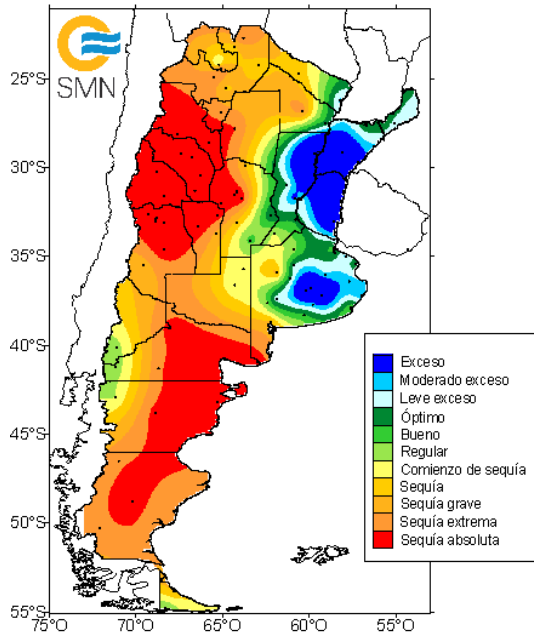 SMN
25°S
30°S
35°S
40°S
45°S
50°S
55°S
75°O 70°O 65°O 60°O 55°O
Exceso
Moderado exceso
Leve exceso
Óptimo
Bueno
Regular
Comienzo de sequía
Sequía
Sequía grave
Sequía extrema
Sequía absoluta